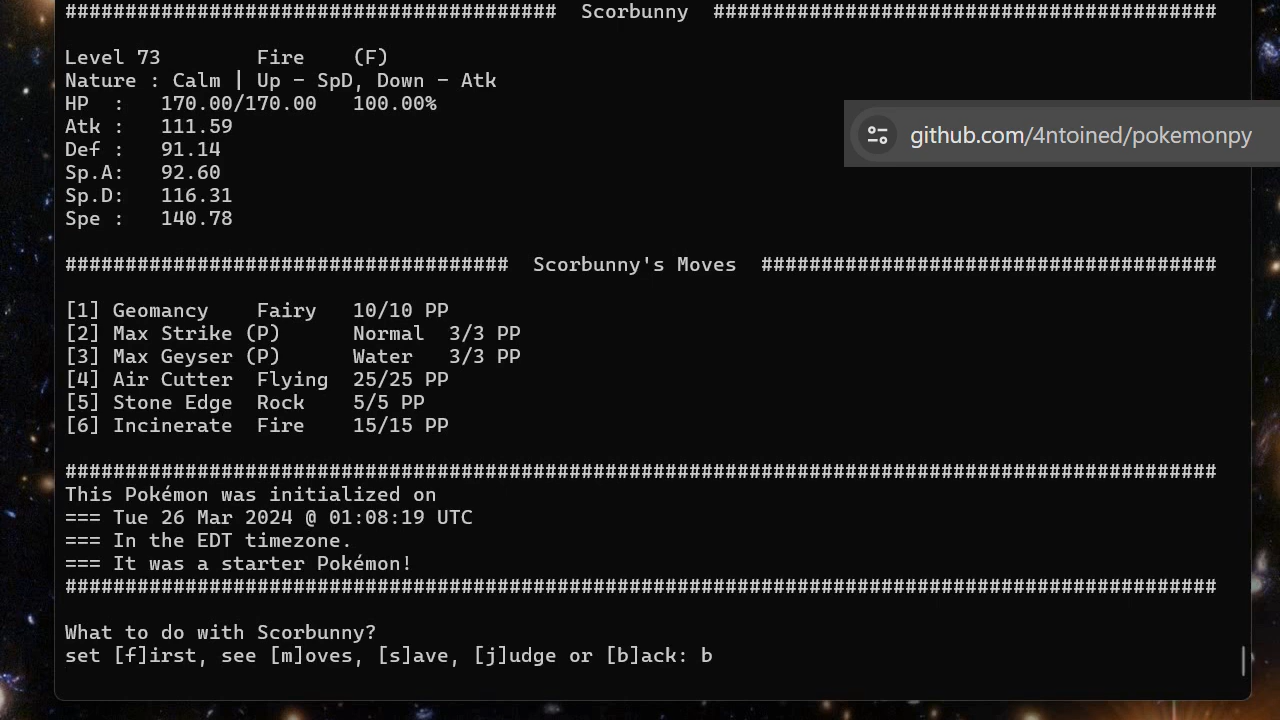 #########################################  Scorbunny  ##########################################
Level 73        Fire    (F)
Nature : Calm | Up - SpD, Down - Atk
HP  :   170.00/170.00   100.00%
Atk :   111.59
github.com/4ntoined/pokemonpy
Def :   91.14
Sp.A:   92.60
Sp.D:   116.31
Spe :   140.78
#####################################  Scorbunny's Moves  ######################################
[1] Geomancy    Fairy   10/10 PP
[2] Max Strike (P)      Normal  3/3 PP
[3] Max Geyser (P)      Water   3/3 PP
[4] Air Cutter  Flying  25/25 PP
[5] Stone Edge  Rock    5/5 PP
[6] Incinerate  Fire    15/15 PP
################################################################################################
This Pokémon was initialized on
=== Tue 26 Mar 2024 @ 01:08:19 UTC
=== In the EDT timezone.
=== It was a starter Pokémon!
################################################################################################
What to do with Scorbunny?
set [f]irst, see [m]oves, [s]ave, [j]udge or [b]ack: b